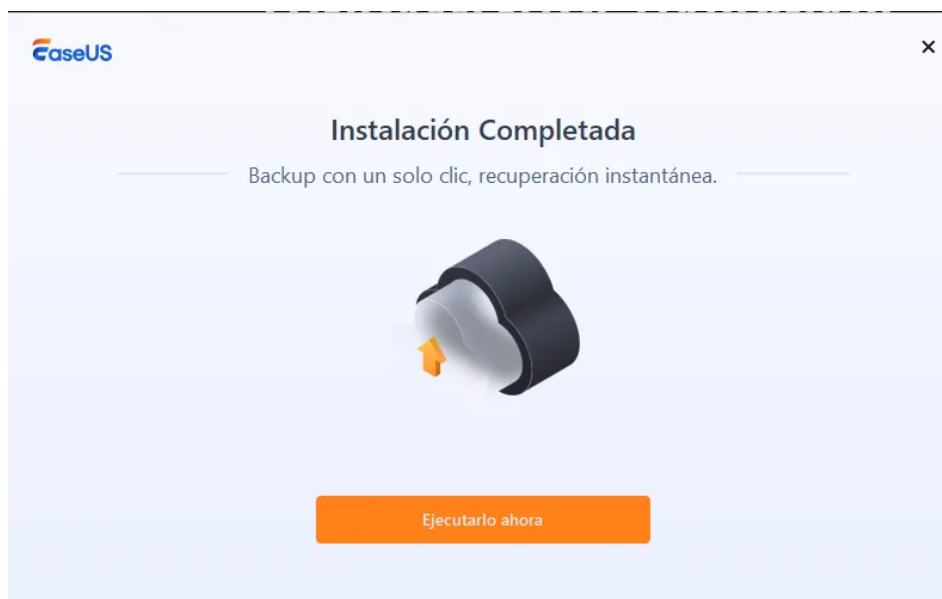 EaseUS
Instalación Completada
Backup con un solo clic, recuperación instantánea.
Ejecutarlo ahora